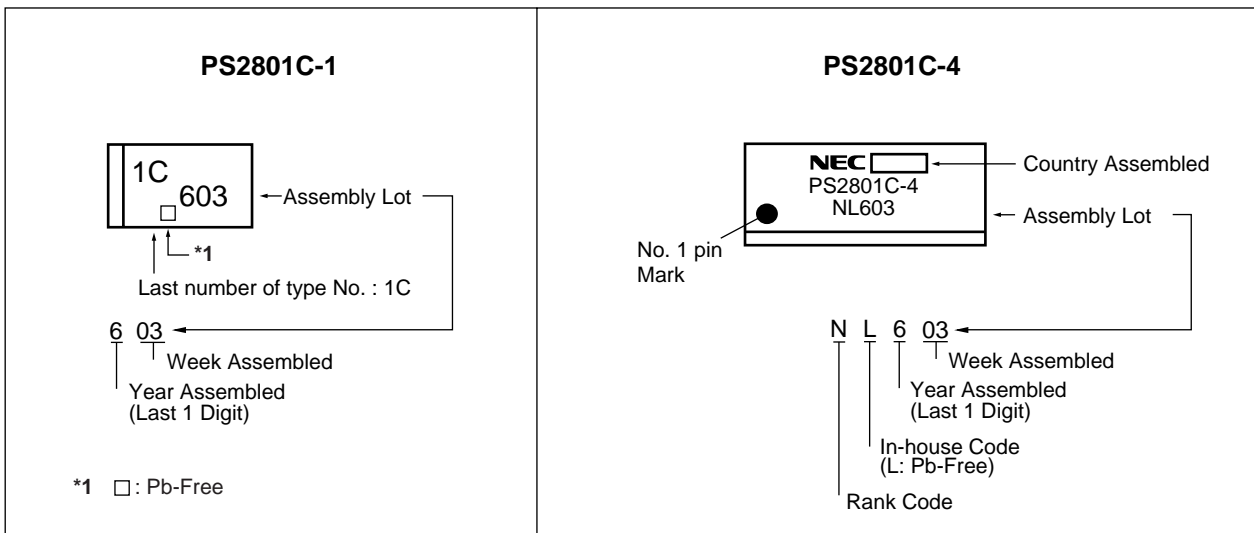 PS2801C-1
1C
603
Assembly Lot
*1
Last number of type No. : 1C
6 03
Week Assembled
Year Assembled
(Last 1 Digit)
*1 □ : Pb-Free
PS2801C-4
NEC
Country Assembled
PS2801C-4
NL603
Assembly Lot
No. 1 pin
Mark
N L 6 03
Week Assembled
Year Assembled
(Last 1 Digit)
In-house Code
(L: Pb-Free)
Rank Code